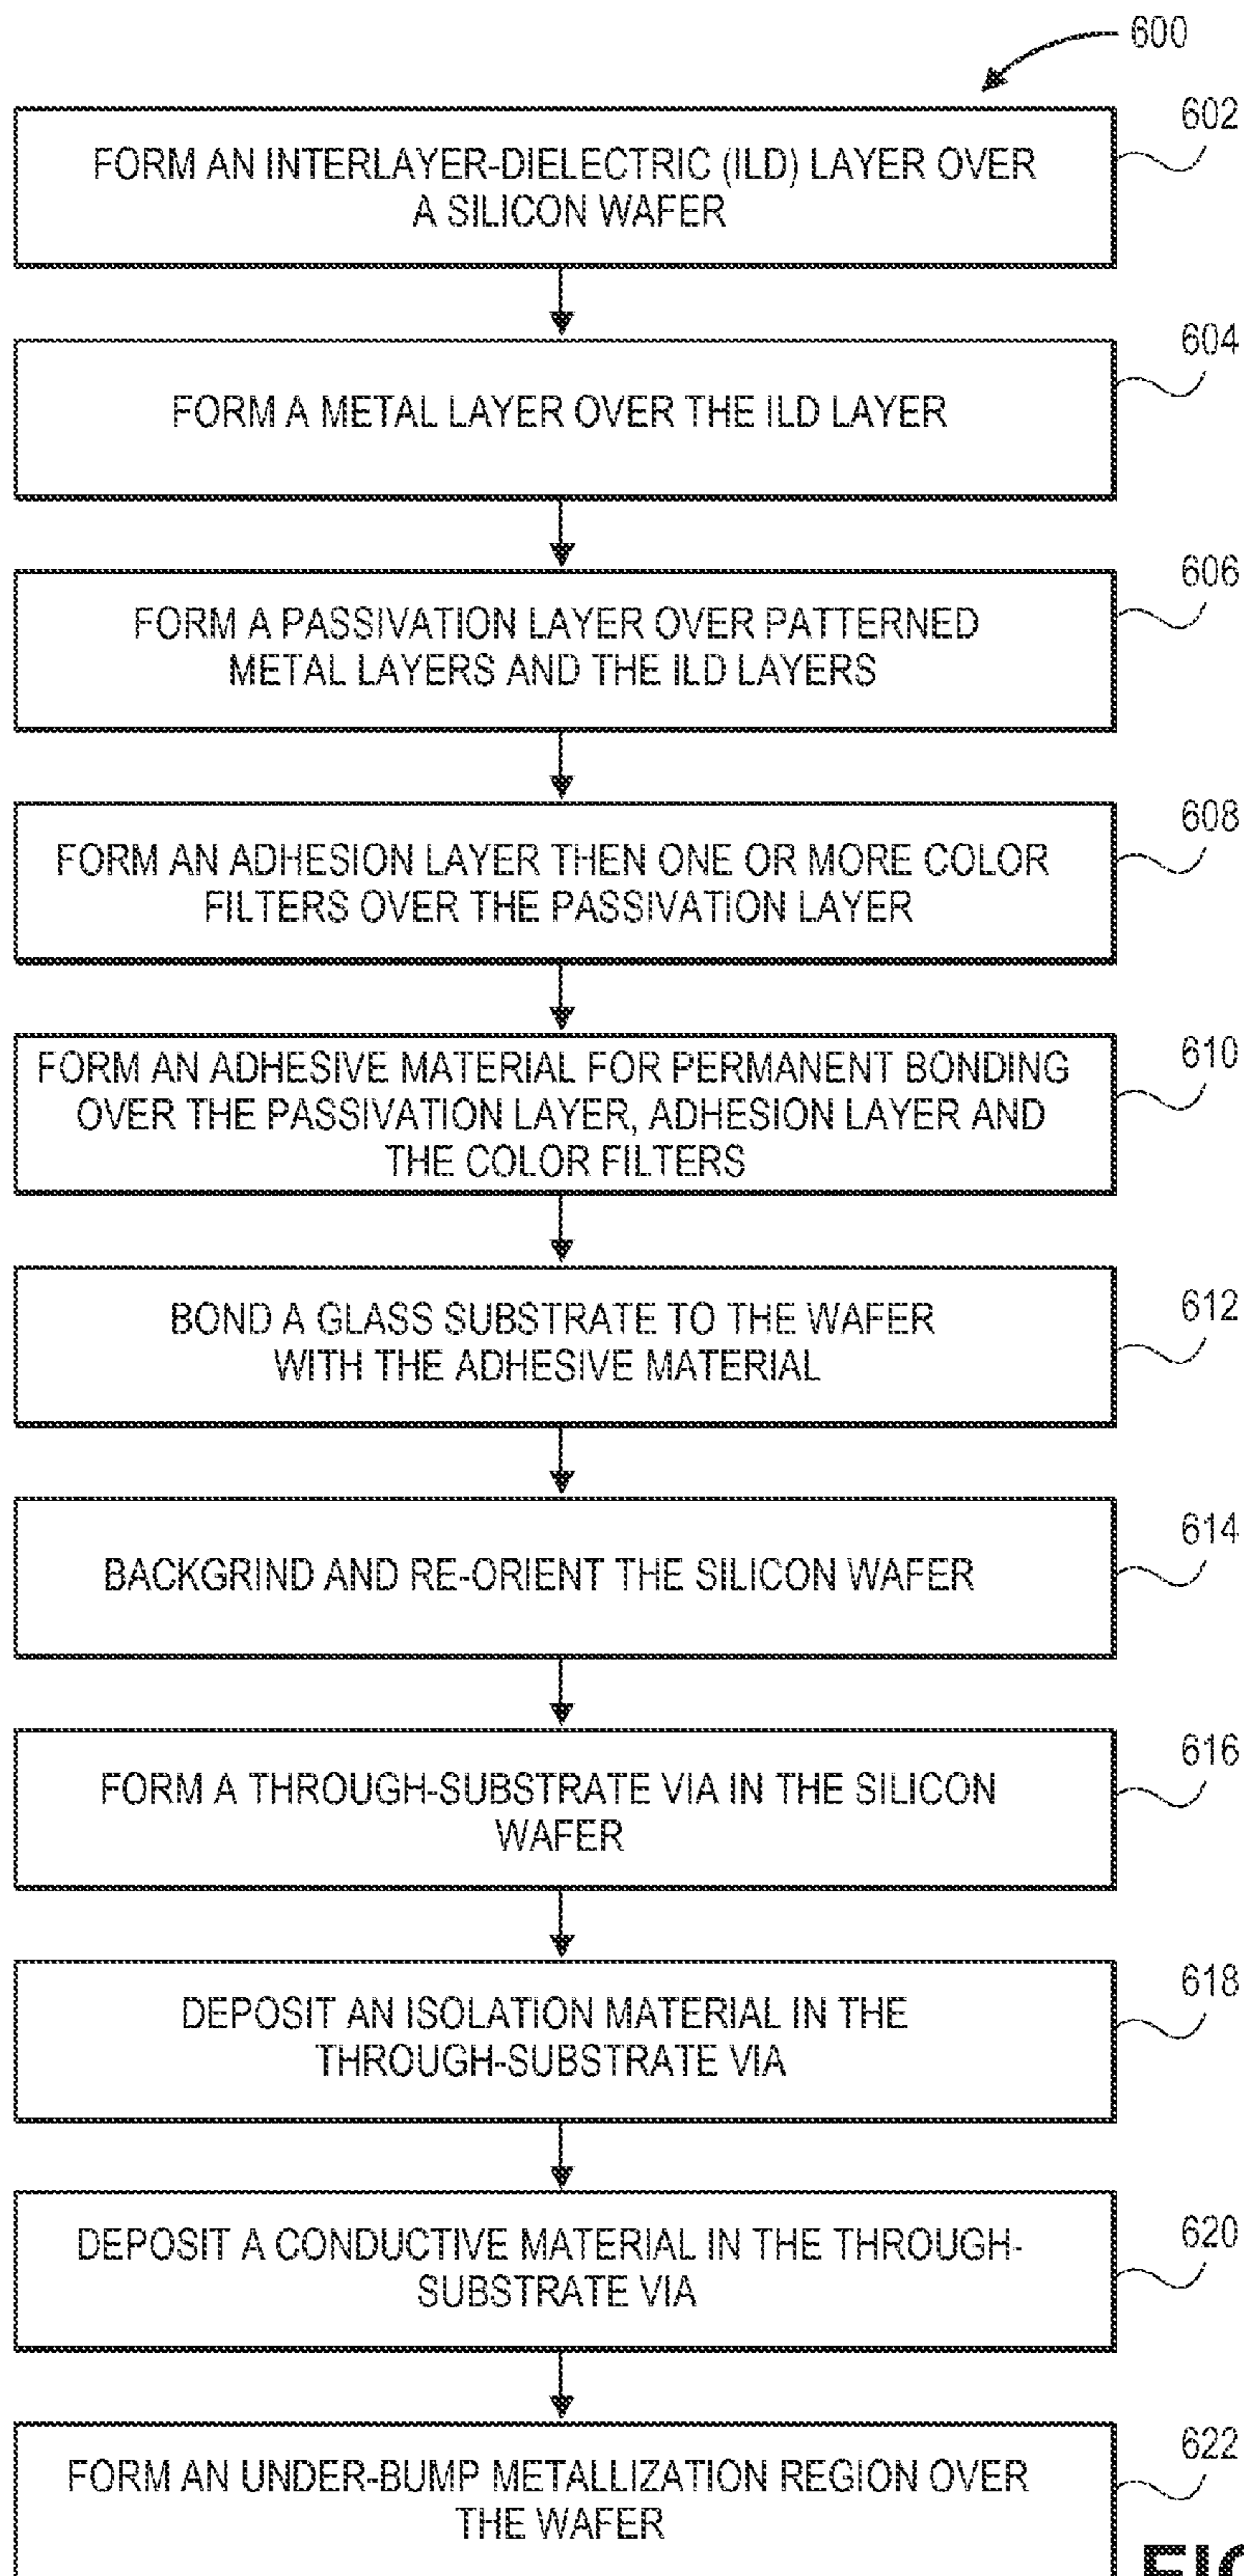 600
602
FORM AN INTERLAYER-DIELECTRIC (ILD) LAYER OVER
A SILICON WAFER
604
FORM A METAL LAYER OVER THE ILD LAYER
606
FORM A PASSIVATION LAYER OVER PATTERNED
METAL LAYERS AND THE ILD LAYERS
608
FORM AN ADHESION LAYER THEN ONE OR MORE COLOR
FILTERS OVER THE PASSIVATION LAYER
610
FORM AN ADHESIVE MATERIAL FOR PERMANENT BONDING
OVER THE PASSIVATION LAYER, ADHESION LAYER AND
THE COLOR FILTERS
612
BOND A GLASS SUBSTRATE TO THE WAFER
WITH THE ADHESIVE MATERIAL
614
BACKGRIND AND RE-ORIENT THE SILICON WAFER
616
FORM A THROUGH-SUBSTRATE VIA IN THE SILICON
WAFER
618
DEPOSIT AN ISOLATION MATERIAL IN THE
THROUGH-SUBSTRATE VIA
620
DEPOSIT A CONDUCTIVE MATERIAL IN THE THROUGH-
SUBSTRATE VIA
622
FORM AN UNDER-BUMP METALLIZATION REGION OVER
THE WAFER